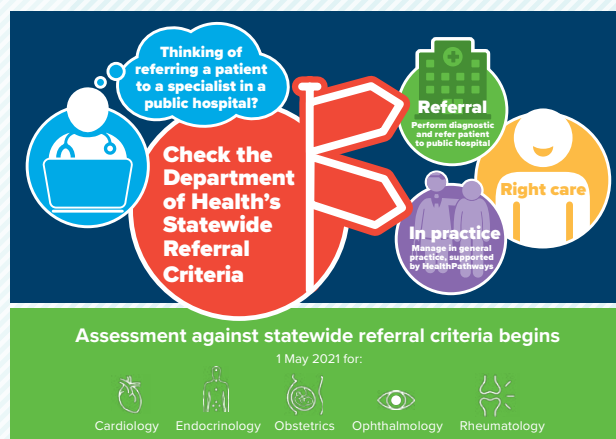 Thinking of
referring a patient
to a specialist in a
public hospital?
Check the
Department
of Health's
Statewide
Referral
Criteria
Referral
Perform diagnostic
and refer patient
to public hospital
Right care
In practice
Manage in general
practice, supported
by HealthPathways
Assessment against statewide referral criteria begins
1 May 2021 for:
Cardiology Endocrinology Obstetrics Ophthalmology Rheumatology